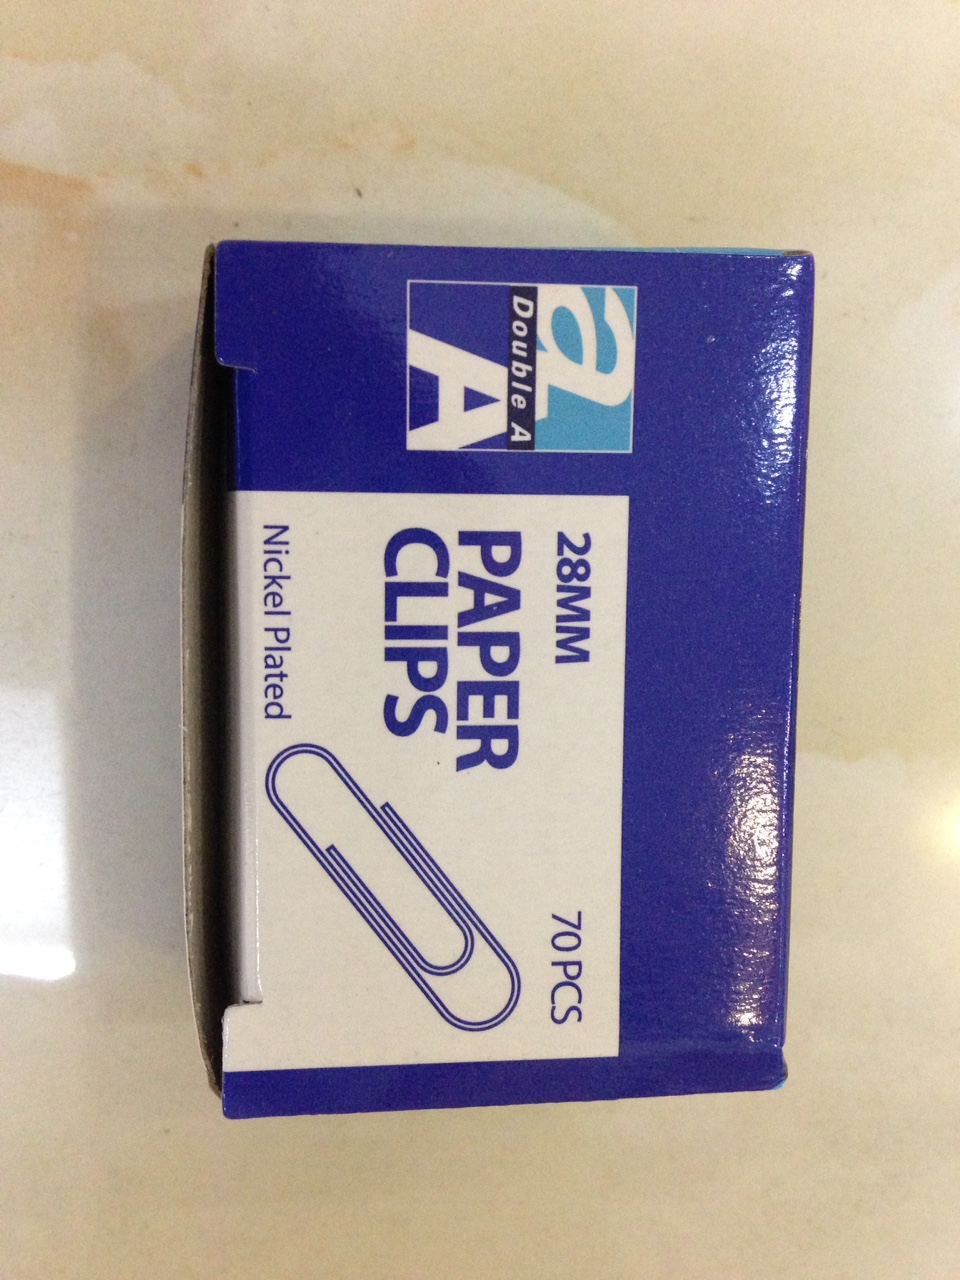 a
Double A
A
28MM
70 PCS
PAPER
CLIPS
Nickel Plated